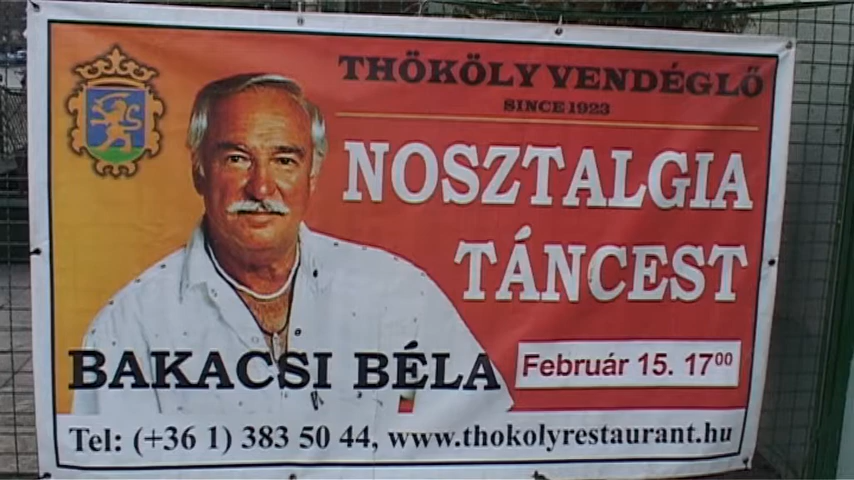 THÖKÖLY VENDÉGLŐ
SINCE 1923
NOSZTALGIA
TÁNCEST
BAKACSI BÉLA
Február 15. 17⁰⁰
Tel: (+36 1) 383 50 44, www.thokolyrestaurant.hu